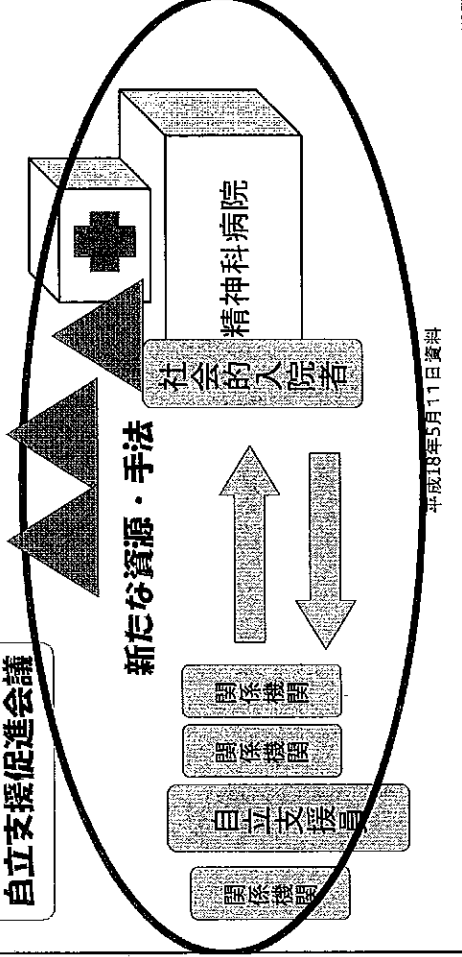 自立支援促進会議
新たな資源・手法
精神科病院
社会的入院者
関係機関
自立支援員
関係機関
関係機関
平成18年5月11日資料